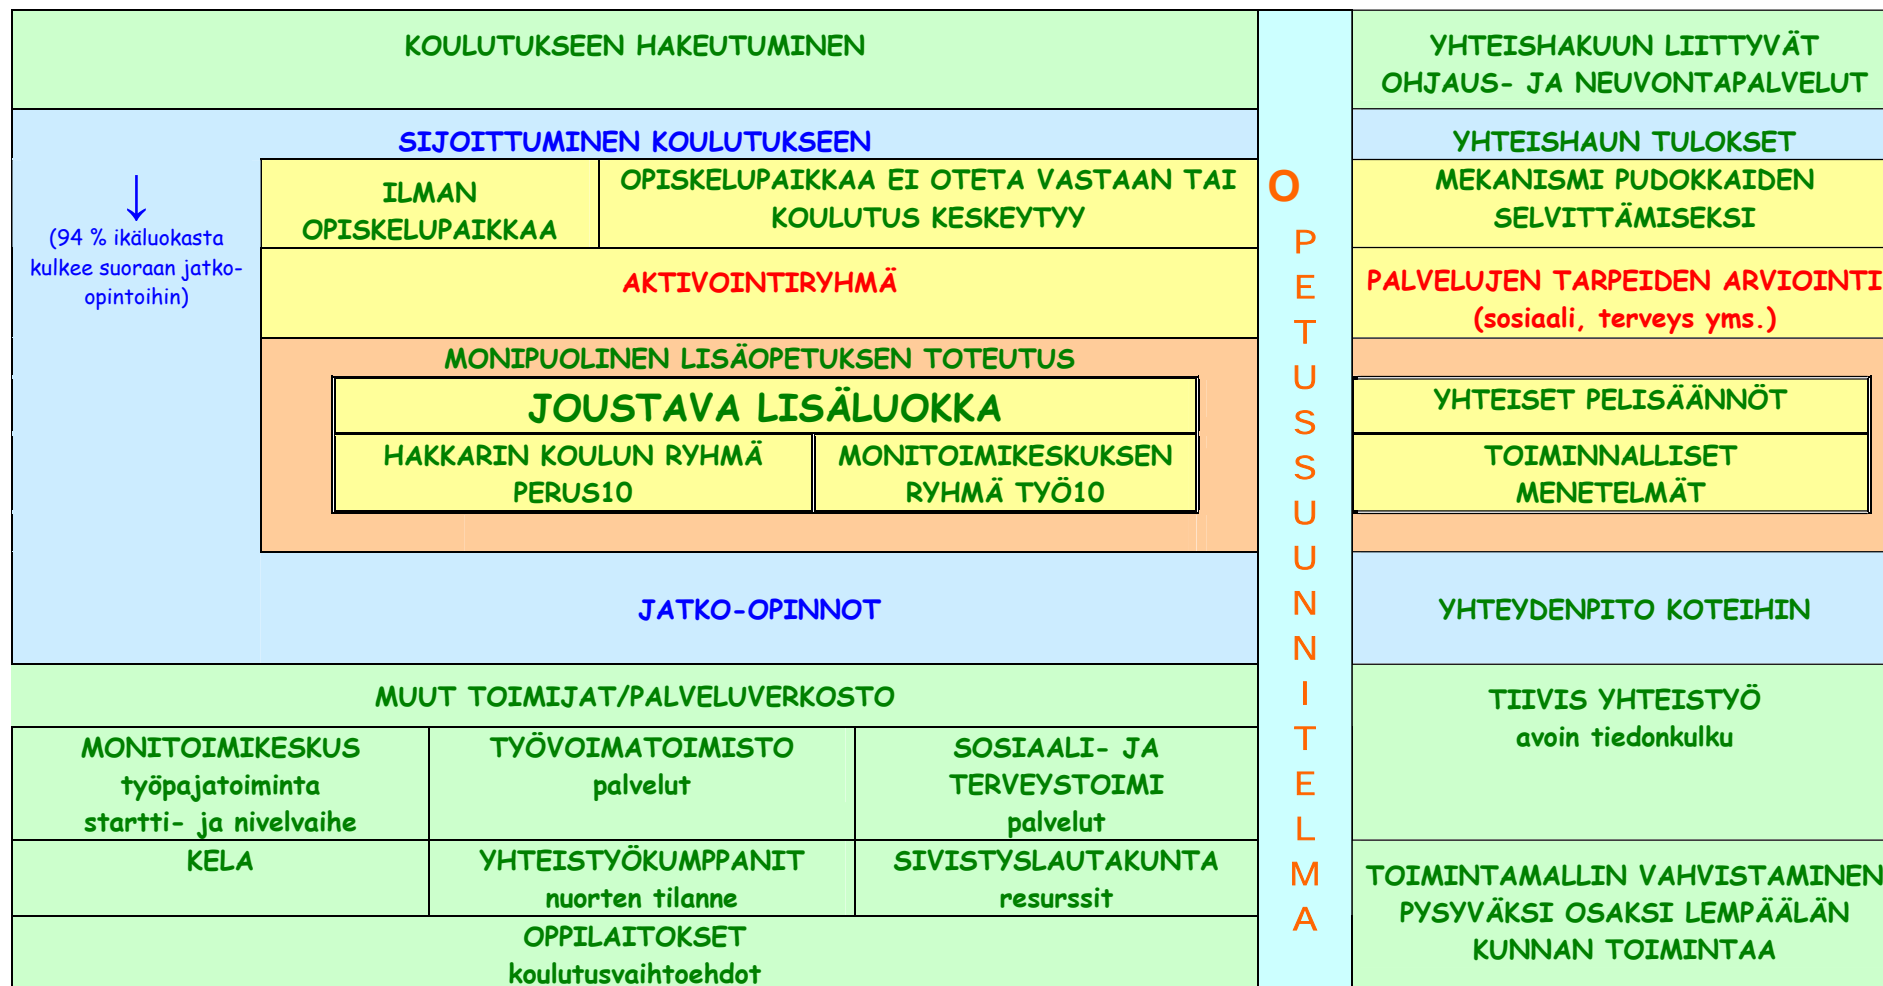 KOULUTUKSEEN HAKEUTUMINEN
YHTEISHAKUUN LIITTYVÄT
OHJAUS- JA NEUVONTAPALVELUT
SIJOITTUMINEN KOULUTUKSEEN
YHTEISHAUN TULOKSET
↓
(94 % ikäluokasta
kulkee suoraan jatko-
opintoihin)
ILMAN
OPISKELUPAIKKAA
OPISKELUPAIKKAA EI OTETA VASTAAN TAI
KOULUTUS KESKEYTYY
MEKANISMI PUDOKKAIDEN
SELVITTÄMISEKSI
AKTIVOINTIRYHMÄ
PALVELUJEN TARPEIDEN ARVIOINTI
(sosiaali, terveys yms.)
MONIPUOLINEN LISÄOPETUKSEN TOTEUTUS
JOUSTAVA LISÄLUOKKA
YHTEISET PELISÄÄNNÖT
HAKKARIN KOULUN RYHMÄ
PERUS10
MONITOIMIKESKUKSEN
RYHMÄ TYÖ10
TOIMINNALLISET
MENETELMÄT
JATKO-OPINNOT
YHTEYDENPITO KOTEIHIN
O
P
E
T
U
S
S
U
U
N
N
I
T
E
L
M
A
MUUT TOIMIJAT/PALVELUVERKOSTO
TIIVIS YHTEISTYÖ
avoin tiedonkulku
MONITOIMIKESKUS
työpajatoiminta
startti- ja nivelvaihe
TYÖVOIMATOIMISTO
palvelut
SOSIAALI- JA
TERVEYSTOIMI
palvelut
KELA
YHTEISTYÖKUMPPANIT
nuorten tilanne
SIVISTYSLAUTAKUNTA
resurssit
TOIMINTAMALLIN VAHVISTAMINEN
PYSYVÄKSI OSAKSI LEMPÄÄLÄN
KUNNAN TOIMINTAA
OPPILAITOKSET
koulutusvaihtoehdot